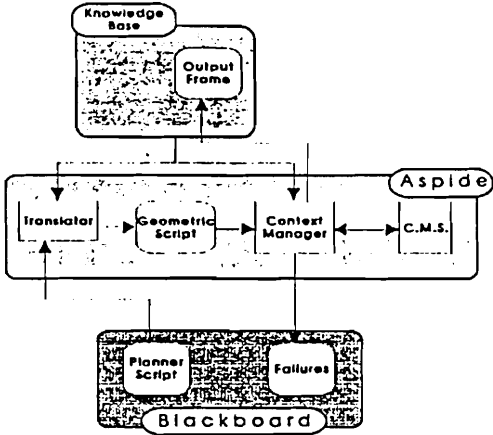 Knowledge
Base
Output
Frame
Aspide
Translator
Geometric
Script
Context
Manager
C.M.S.
Planner
Script
Failures
Blackboard